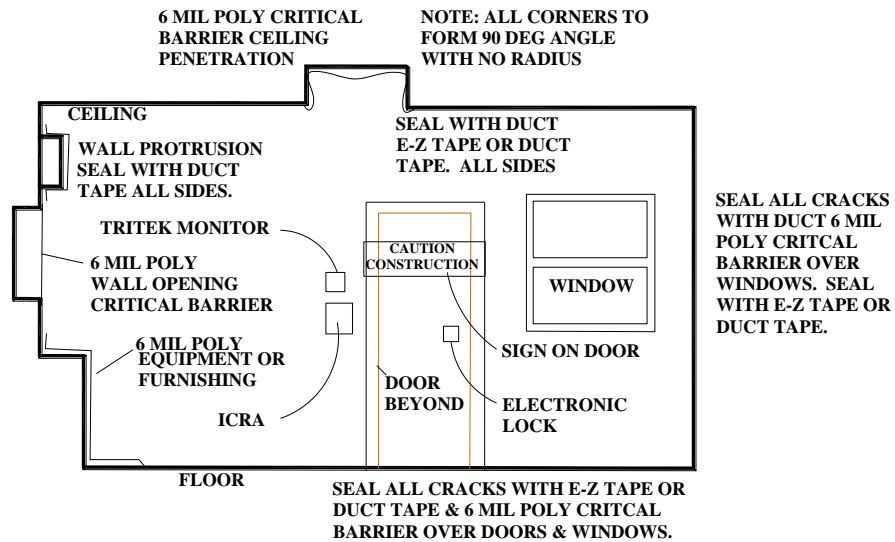 6 MIL POLY CRITICAL
BARRIER CEILING
PENETRATION
NOTE: ALL CORNERS TO
FORM 90 DEG ANGLE
WITH NO RADIUS
CEILING
WALL PROTRUSION
SEAL WITH DUCT
TAPE ALL SIDES.
SEAL WITH DUCT
E-Z TAPE OR DUCT
TAPE. ALL SIDES
TRITEK MONITOR
6 MIL POLY
WALL OPENING
CRITICAL BARRIER
CAUTION
CONSTRUCTION
WINDOW
SEAL ALL CRACKS
WITH DUCT 6 MIL
POLY CRITCAL
BARRIER OVER
WINDOWS. SEAL
WITH E-Z TAPE OR
DUCT TAPE.
6 MIL POLY
EQUIPMENT OR
FURNISHING
SIGN ON DOOR
ICRA
DOOR
BEYOND
ELECTRONIC
LOCK
FLOOR
SEAL ALL CRACKS WITH E-Z TAPE OR
DUCT TAPE & 6 MIL POLY CRITCAL
BARRIER OVER DOORS & WINDOWS.